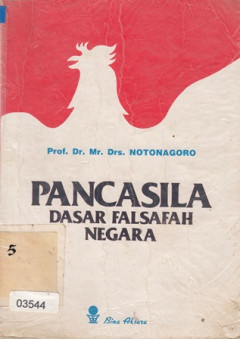 Prof. Dr. Mr. Drs. NOTONAGORO
PANCASILA
DASAR FALSAFAH
NEGARA
5
03544
Bina Aksara